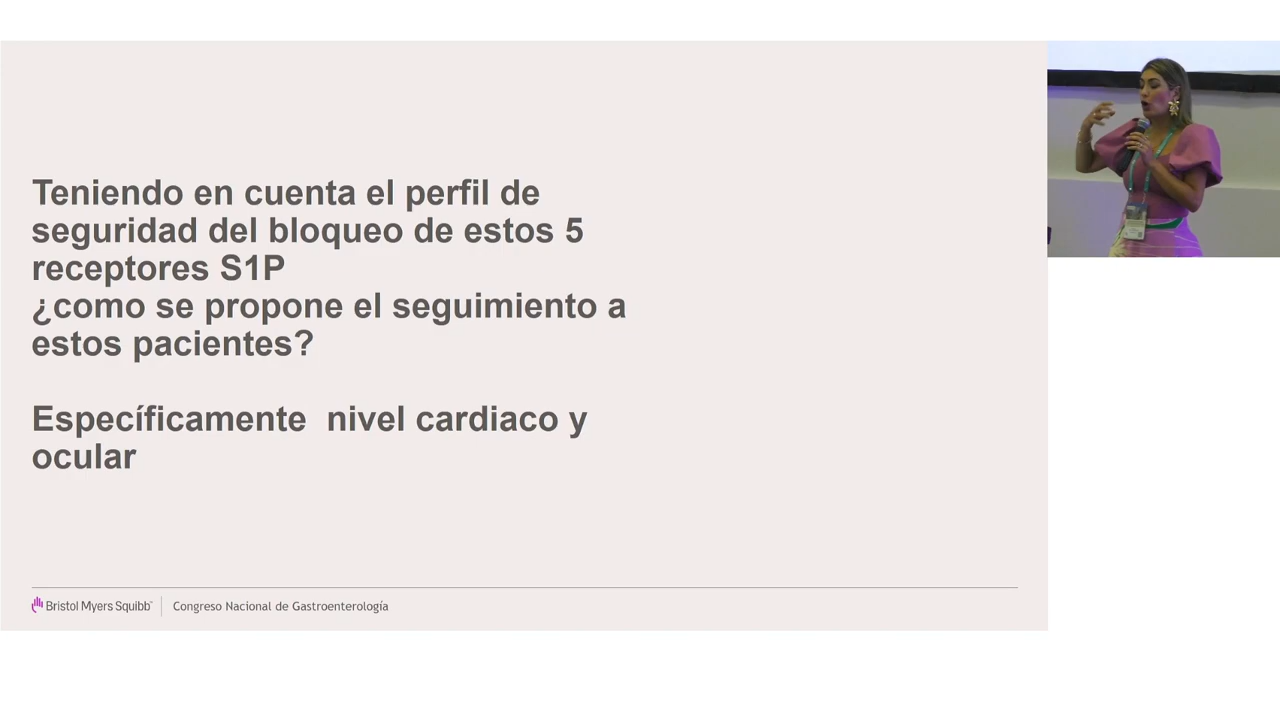 Teniendo en cuenta el perfil de
seguridad del bloqueo de estos 5
receptores S1P
¿como se propone el seguimiento a
estos pacientes?
Específicamente  nivel cardiaco y
ocular
Bristol Myers Squibb™ | Congreso Nacional de Gastroenterología